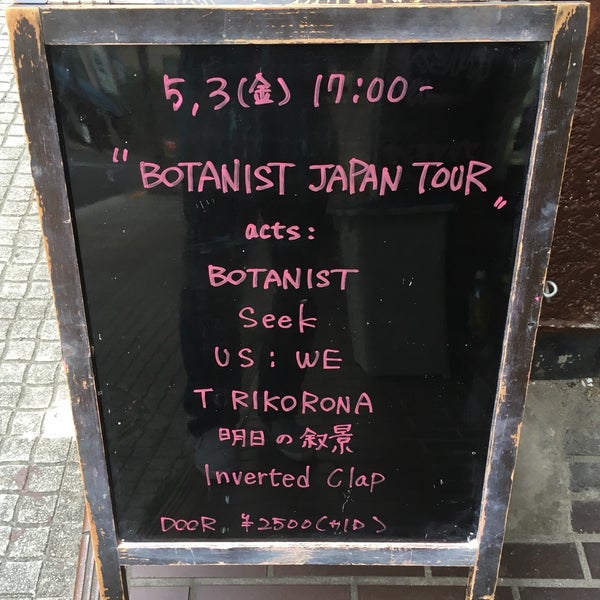 5,3(金) 17:00-
"BOTANIST JAPAN TOUR"
acts:
BOTANIST
Seek
US:WE
TRIKORONA
明日の叙景
Inverted Clap
DOOR ¥2500(+1D)